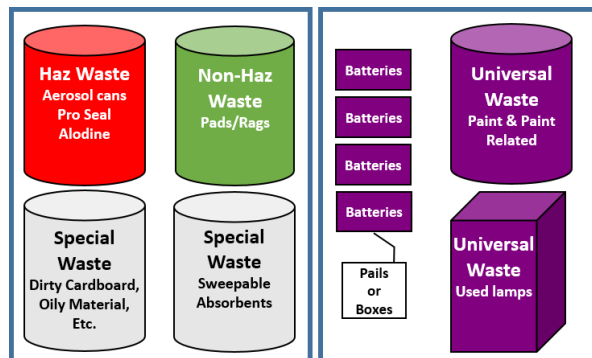 Haz Waste
Aerosol cans
Pro Seal
Alodine
Non-Haz
Waste
Pads/Rags
Special
Waste
Dirty Cardboard,
Oily Material,
Etc.
Special
Waste
Sweepable
Absorbents
Batteries
Batteries
Batteries
Batteries
Pails
or
Boxes
Universal
Waste
Paint & Paint
Related
Universal
Waste
Used lamps